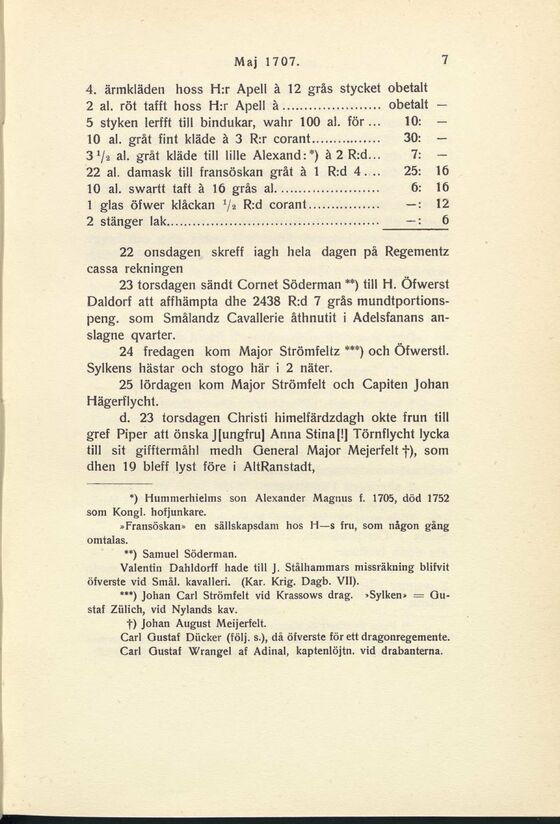 Maj 1707. 7
4. ärmkläden hoss H:r Apell à 12 grås stycket obetalt
2 al. röt tafft hoss H:r Apell à ...................... obetalt —
5 styken lerfft till bindukar, wahr 100 al. för ... 10: —
10 al. gråt fint kläde à 3 R:r corant............... 30: —
3 1/2 al. gråt kläde till lille Alexand: *) à 2 R:d... 7: —
22 al. damask till fransöskan gråt à 1 R:d 4 ... 25: 16
10 al. swartt taft à 16 grås al....................... 6: 16
1 glas öfwer klåckan 1/2 R:d corant................ —: 12
2 stänger lak.............................................. —: 6
22 onsdagen skreff iagh hela dagen på Regementz
cassa rekningen
23 torsdagen sändt Cornet Söderman **) till H. Öfwerst
Daldorf att affhämpta dhe 2438 R:d 7 grås mundtportions-
peng. som Smålandz Cavallerie åthnutit i Adelsfanans an-
slagne qvarter.
24 fredagen kom Major Strömfeltz ***) och Öfwerstl.
Sylkens hästar och stogo här i 2 näter.
25 lördagen kom Major Strömfelt och Capiten Johan
Hägerflycht.
d. 23 torsdagen Christi himelfärdzdagh okte frun till
gref Piper att önska J[ungfru] Anna Stina[!] Törnflycht lycka
till sit gifftermåhl medh General Major Mejerfelt †), som
dhen 19 bleff lyst före i AltRanstadt,
*) Hummerhielms son Alexander Magnus f. 1705, död 1752
som Kongl. hofjunkare.
»Fransöskan» en sällskapsdam hos H—s fru, som någon gång
omtalas.
**) Samuel Söderman.
Valentin Dahldorff hade till J. Stålhammars missräkning blifvit
öfverste vid Smål. kavalleri. (Kar. Krig. Dagb. VII).
***) Johan Carl Strömfelt vid Krassows drag. »Sylken» = Gu-
staf Zülich, vid Nylands kav.
†) Johan August Meijerfelt.
Carl Gustaf Dücker (följ. s.), då öfverste för ett dragonregemente.
Carl Gustaf Wrangel af Adinal, kaptenlöjtn. vid drabanterna.